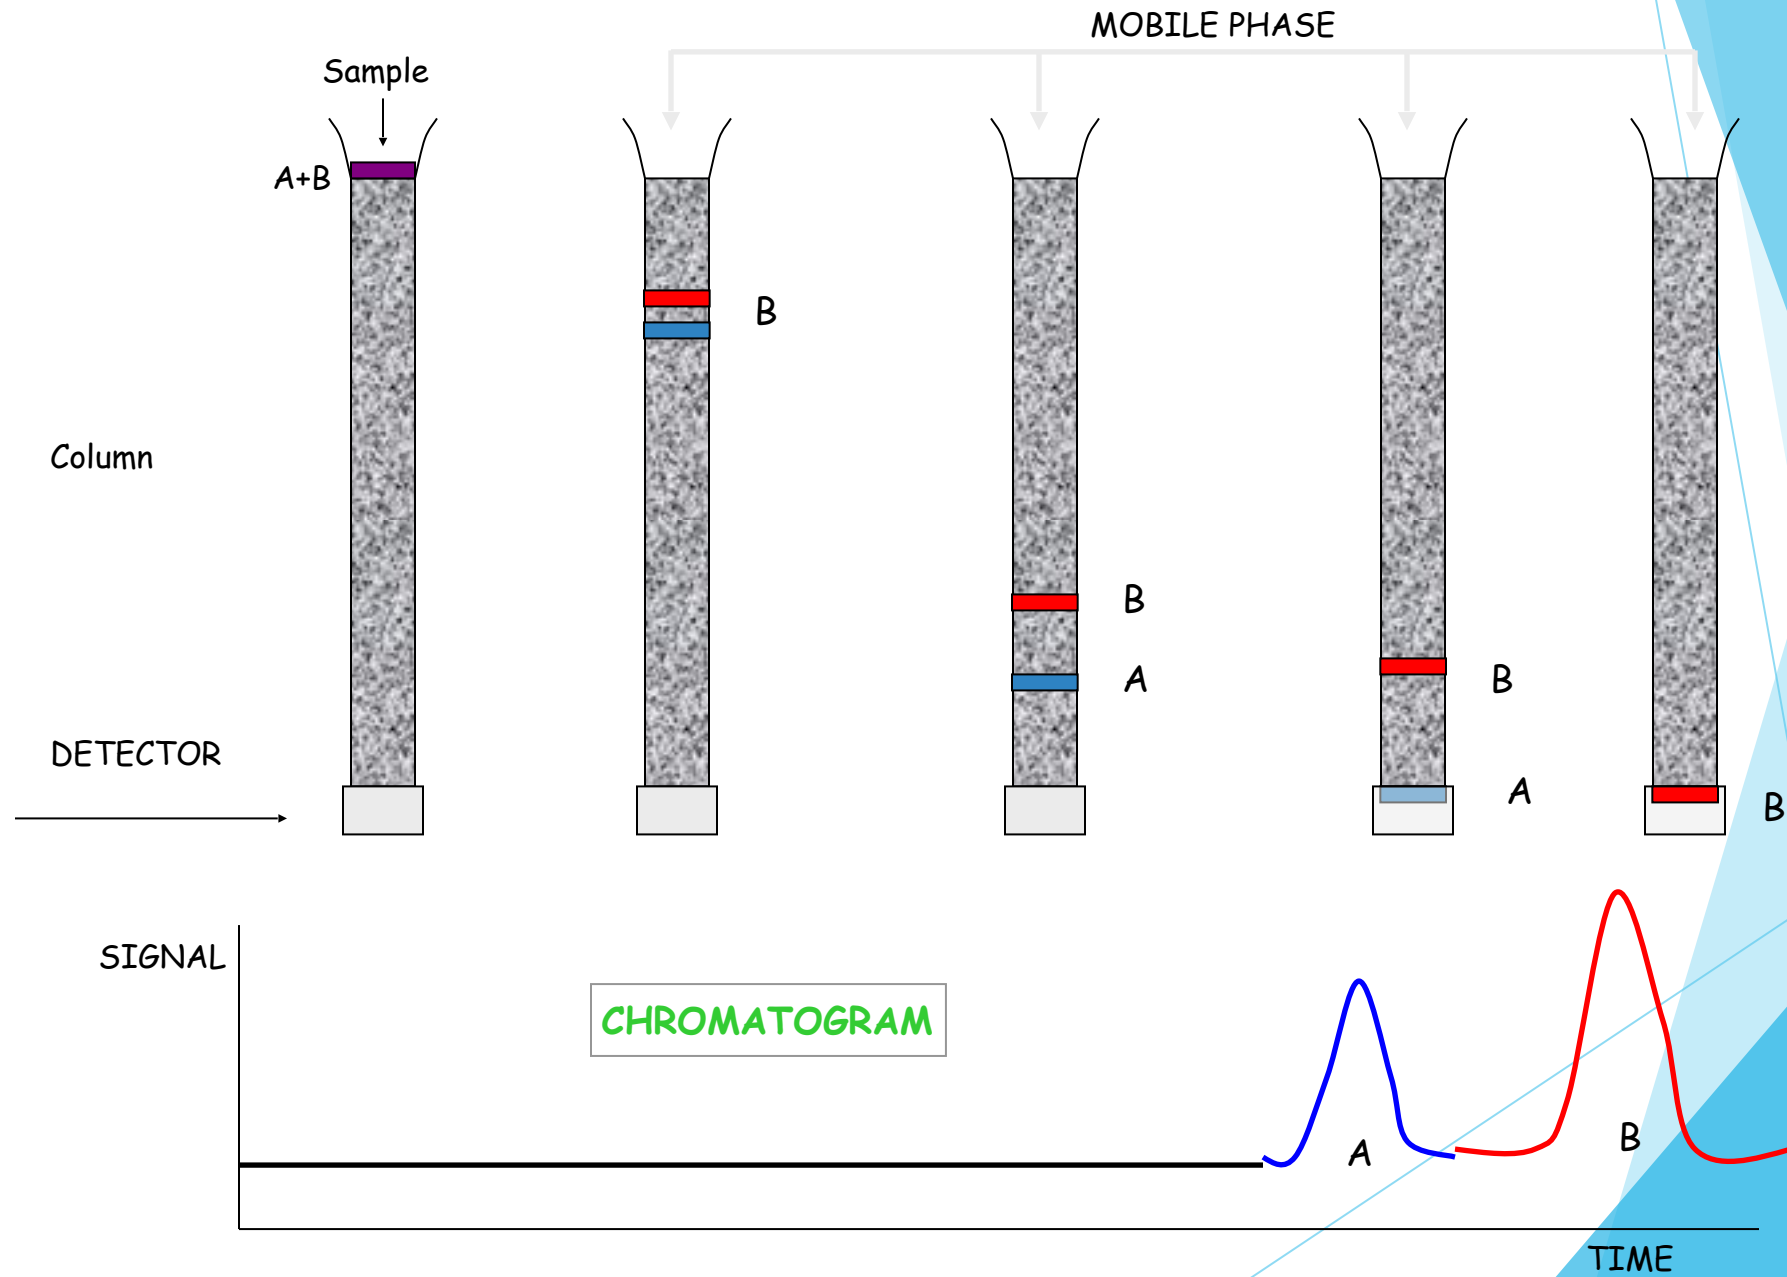 MOBILE PHASE
Sample
A+B
B
Column
B
A
B
DETECTOR
A
B
SIGNAL
CHROMATOGRAM
A
B
TIME